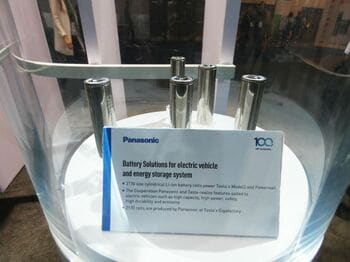 Panasonic
100
Battery Solutions for electric vehicle
and energy storage system
• 2170 size cylindrical Li-ion battery cells power Tesla's Model3 and Powerwall
• The Cooperation Panasonic and Tesla realize features suited to
electric vehicles such as high capacity, high power, safety,
high durability and economy
• 2170 cells are produced by Panasonic at Tesla's Gigafactory